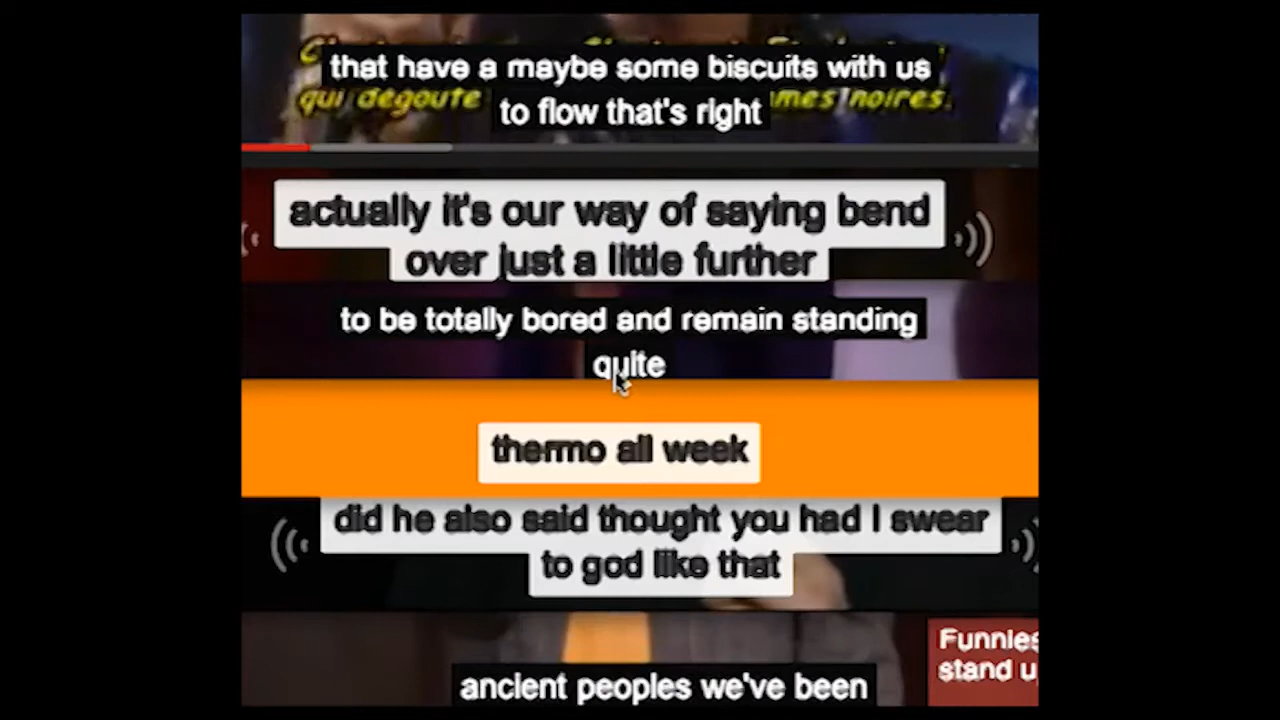 that have a maybe some biscuits with us
qui dégoute
to flow that's right
mes noires.
actually it's our way of saying bend
over just a little further
to be totally bored and remain standing
quite
thermo all week
did he also said thought you had I swear
to god like that
Funnies
stand u
ancient peoples we've been